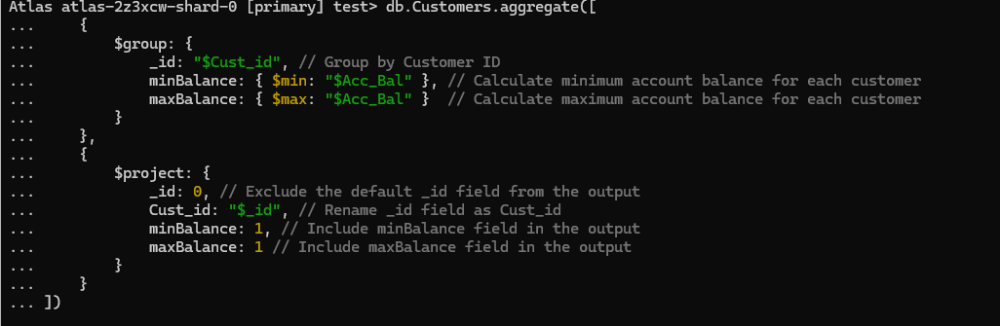 Atlas atlas-2z3xcw-shard-0 [primary] test> db.Customers.aggregate([
...     {
...         $group: {
...             _id: "$Cust_id", // Group by Customer ID
...             minBalance: { $min: "$Acc_Bal" }, // Calculate minimum account balance for each customer
...             maxBalance: { $max: "$Acc_Bal" }  // Calculate maximum account balance for each customer
...         }
...     },
...     {
...         $project: {
...             _id: 0, // Exclude the default _id field from the output
...             Cust_id: "$_id", // Rename _id field as Cust_id
...             minBalance: 1, // Include minBalance field in the output
...             maxBalance: 1 // Include maxBalance field in the output
...         }
...     }
... ])